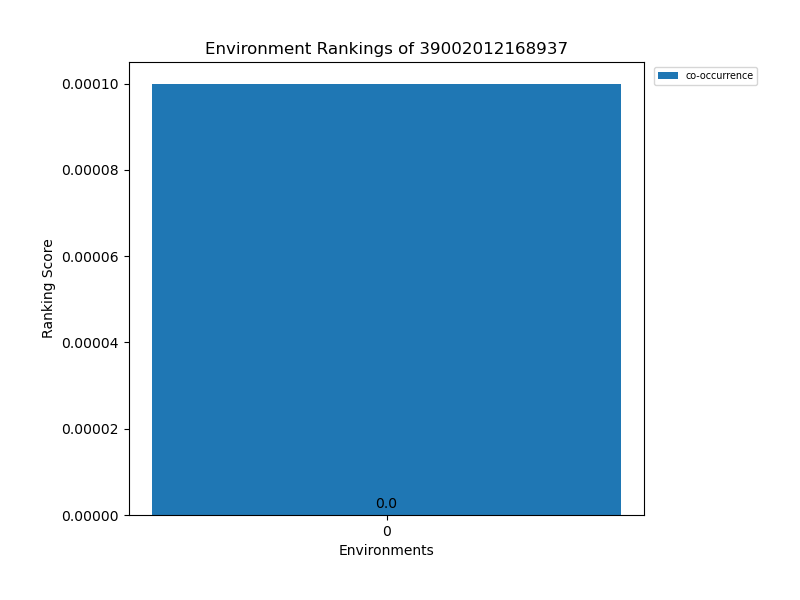 Environment Rankings of 39002012168937
co-occurrence
0.00010
0.00008
0.00006
0.00004
0.00002
0.00000
Ranking Score
0.0
0
Environments